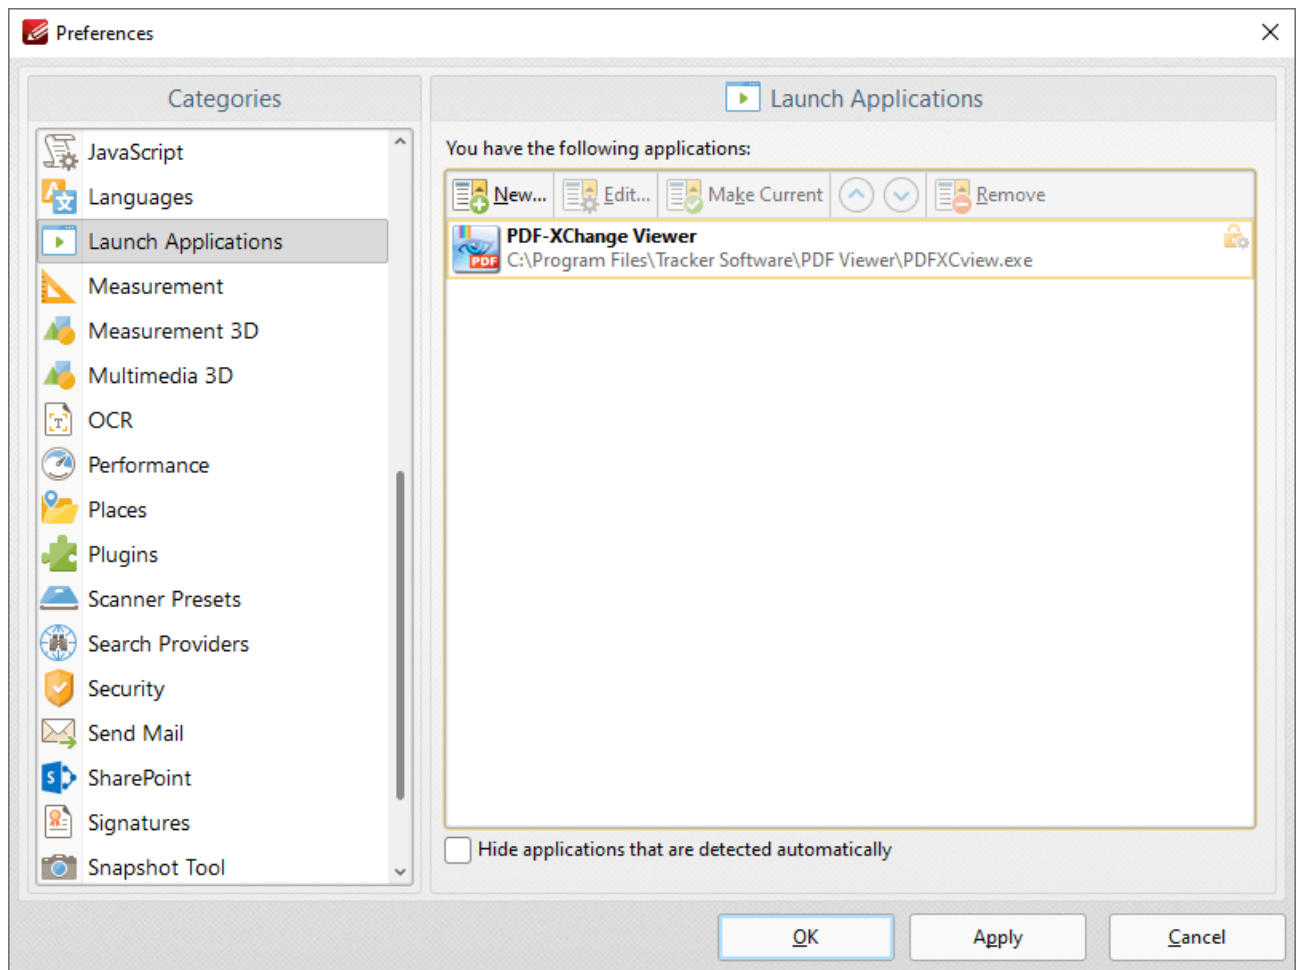 Preferences
Categories
JavaScript
Languages
Launch Applications
Measurement
Measurement 3D
Multimedia 3D
OCR
Performance
Places
Plugins
Scanner Presets
Search Providers
Security
Send Mail
SharePoint
Signatures
Snapshot Tool
Launch Applications
You have the following applications:
New... Edit... Make Current Remove
PDF-XChange Viewer
C:\Program Files\Tracker Software\PDF Viewer\PDFXCview.exe
Hide applications that are detected automatically
OK Apply Cancel